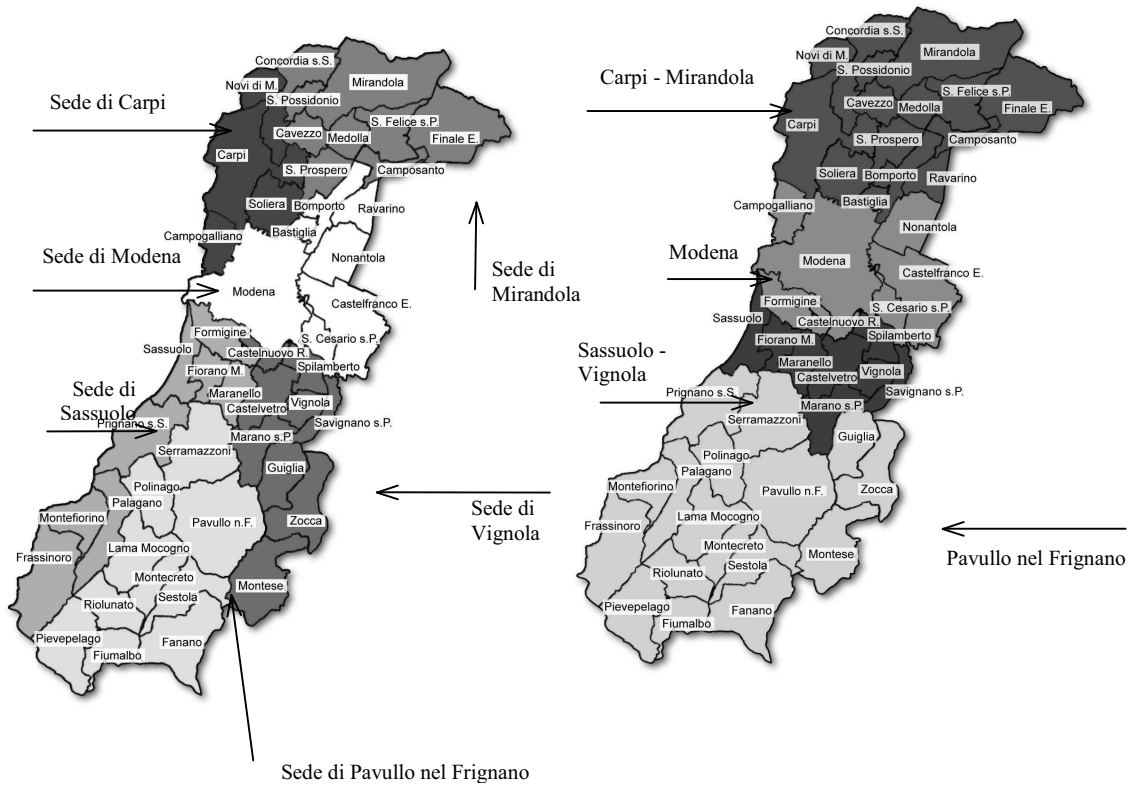 Concordia s.S.
Novi di M.
Mirandola
S. Possidonio
Sede di Carpi
S. Felice s.P.
Cavezzo
Medolla
Finale E.
Carpi
S. Prospero
Camposanto
Soliera
Bomporto
Ravarino
Bastiglia
Campogalliano
Nonantola
Sede di Modena
Sede di
Mirandola
Modena
Castelfranco E.
Formigine
S. Cesario s.P.
Sassuolo
Castelnuovo R.
Fiorano M.
Spilamberto
Sede di
Sassuolo
Maranello
Castelvetro
Vignola
Savignano s.P.
Prignano s.S.
Marano s.P.
Serramazzoni
Guiglia
Polinago
Palagano
Montefiorino
Pavullo n.F.
Zocca
Sede di
Vignola
Frassinoro
Lama Mocogno
Montecreto
Montese
Sestola
Riolunato
Pievepelago
Fanano
Fiumalbo
Sede di Pavullo nel Frignano
Concordia s.S.
Novi di M.
Mirandola
S. Possidonio
Carpi - Mirandola
S. Felice s.P.
Cavezzo
Medolla
Finale E.
Carpi
S. Prospero
Camposanto
Soliera
Bomporto
Ravarino
Campogalliano
Bastiglia
Nonantola
Modena
Modena
Castelfranco E.
Formigine
S. Cesario s.P.
Sassuolo
Castelnuovo R.
Fiorano M.
Spilamberto
Sassuolo -
Vignola
Maranello
Vignola
Castelvetro
Prignano s.S.
Savignano s.P.
Marano s.P.
Serramazzoni
Guiglia
Polinago
Palagano
Montefiorino
Pavullo n.F.
Zocca
Frassinoro
Lama Mocogno
Montecreto
Montese
Sestola
Pavullo nel Frignano
Riolunato
Pievepelago
Fanano
Fiumalbo